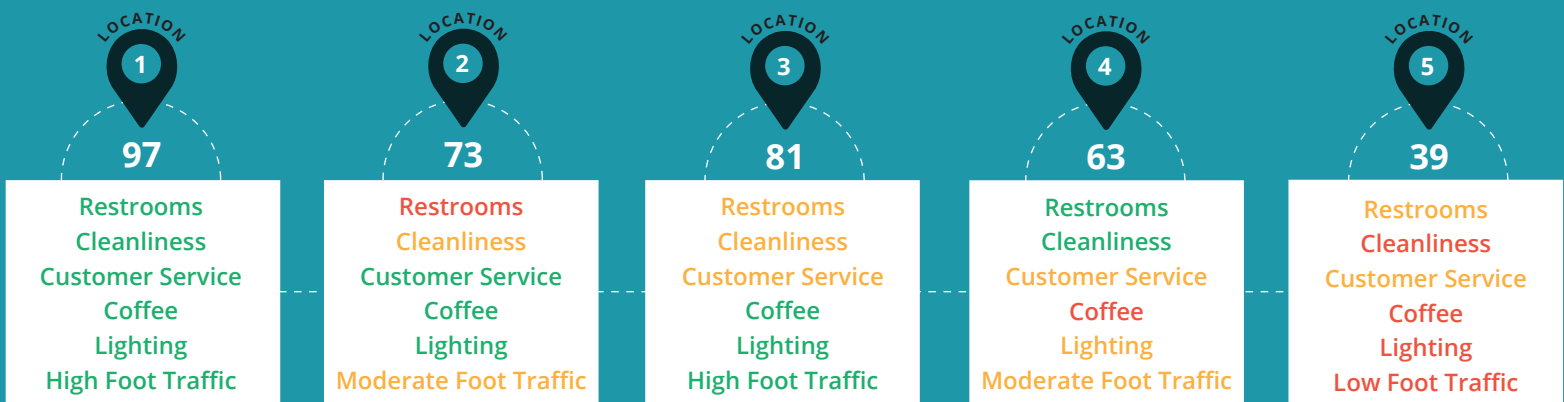 LOCATION
1
97
Restrooms
Cleanliness
Customer Service
Coffee
Lighting
High Foot Traffic
LOCATION
2
73
Restrooms
Cleanliness
Customer Service
Coffee
Lighting
Moderate Foot Traffic
LOCATION
3
81
Restrooms
Cleanliness
Customer Service
Coffee
Lighting
High Foot Traffic
LOCATION
4
63
Restrooms
Cleanliness
Customer Service
Coffee
Lighting
Moderate Foot Traffic
LOCATION
5
39
Restrooms
Cleanliness
Customer Service
Coffee
Lighting
Low Foot Traffic